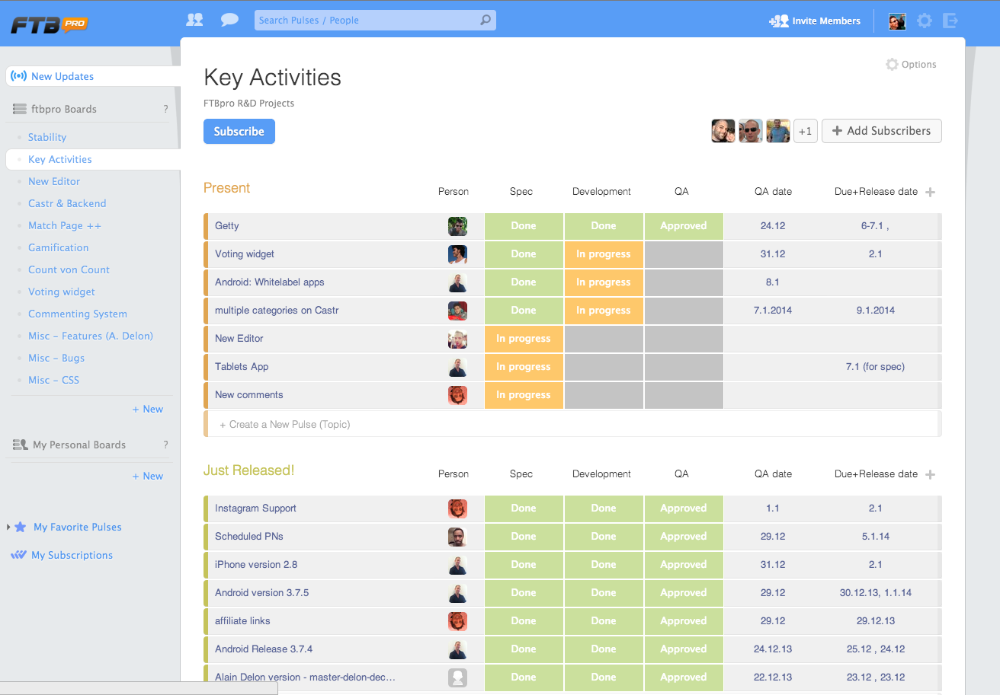 FTB PRO
Search Pulses / People
Invite Members
New Updates
ftbpro Boards ?
Stability
Key Activities
New Editor
Castr & Backend
Match Page ++
Gamification
Count von Count
Voting widget
Commenting System
Misc - Features (A. Delon)
Misc - Bugs
Misc - CSS
+ New
My Personal Boards ?
+ New
My Favorite Pulses
My Subscriptions
Options
Key Activities
FTBpro R&D Projects
Subscribe
+1
+ Add Subscribers
Present Person Spec Development QA QA date Due+Release date +
Getty Done Done Approved 24.12 6-7.1 ,
Voting widget Done In progress 31.12 2.1
Android: Whitelabel apps Done In progress 8.1
multiple categories on Castr Done In progress 7.1.2014 9.1.2014
New Editor In progress
Tablets App In progress 7.1 (for spec)
New comments In progress
+ Create a New Pulse (Topic)
Just Released! Person Spec Development QA QA date Due+Release date +
Instagram Support Done Done Approved 1.1 2.1
Scheduled PNs Done Done Approved 29.12 5.1.14
iPhone version 2.8 Done Done Approved 31.12 2.1
Android version 3.7.5 Done Done Approved 29.12 30.12.13, 1.1.14
affiliate links Done Done Approved 29.12 29.12.13
Android Release 3.7.4 Done Done Approved 24.12.13 25.12 , 24.12
Alain Delon version - master-delon-dec... Done Done Approved 22.12.13 23.12 , 23.12